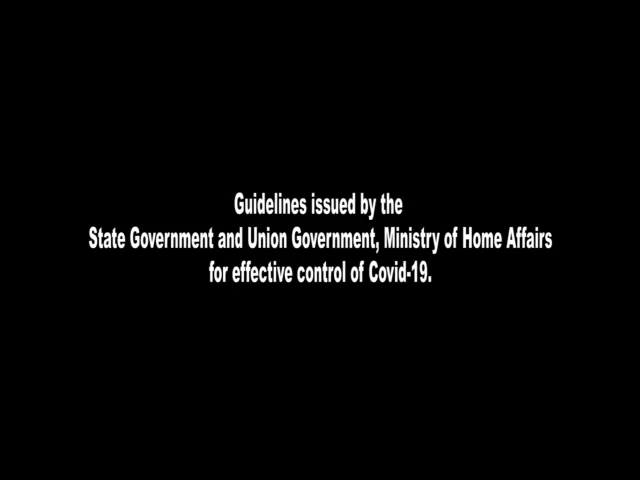 Guidelines issued by the
State Government and Union Government, Ministry of Home Affairs
for effective control of Covid-19.